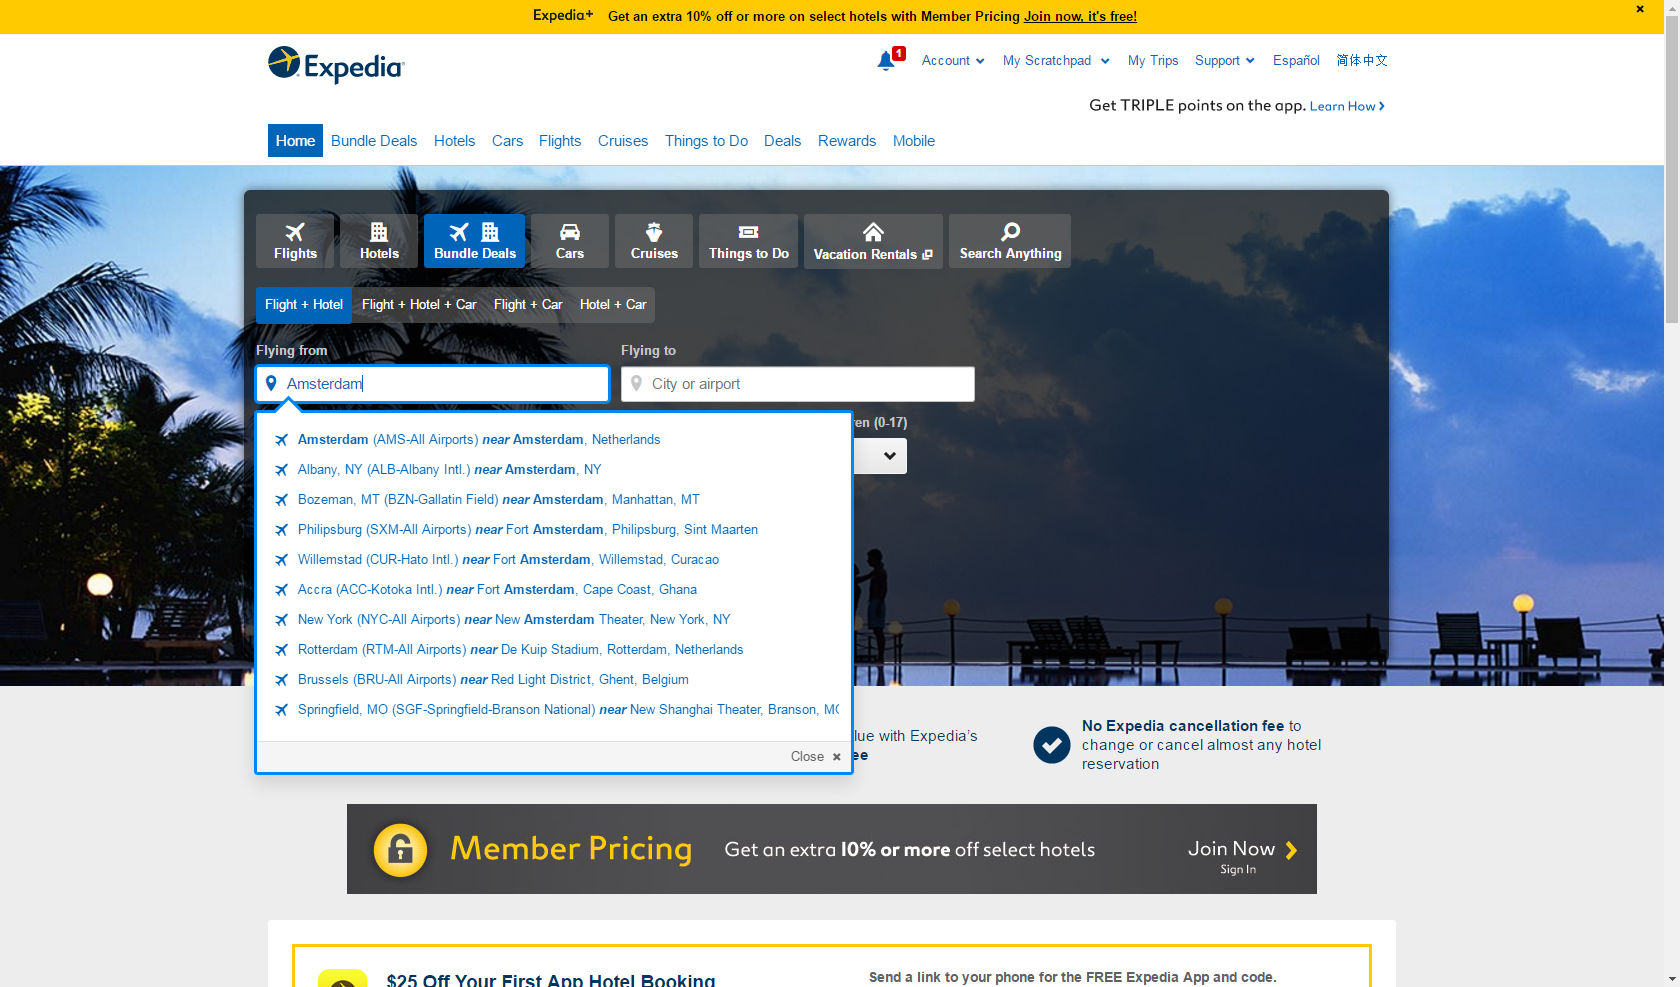 Expedia+ Get an extra 10% off or more on select hotels with Member Pricing Join now, it's free!
Expedia
1 Account My Scratchpad My Trips Support Español 简体中文
Get TRIPLE points on the app. Learn How
Home Bundle Deals Hotels Cars Flights Cruises Things to Do Deals Rewards Mobile
Flights Hotels Bundle Deals Cars Cruises Things to Do Vacation Rentals Search Anything
Flight + Hotel Flight + Hotel + Car Flight + Car Hotel + Car
Flying from Flying to
Amsterdam City or airport
ren (0-17)
Amsterdam (AMS-All Airports) near Amsterdam, Netherlands
Albany, NY (ALB-Albany Intl.) near Amsterdam, NY
Bozeman, MT (BZN-Gallatin Field) near Amsterdam, Manhattan, MT
Philipsburg (SXM-All Airports) near Fort Amsterdam, Philipsburg, Sint Maarten
Willemstad (CUR-Hato Intl.) near Fort Amsterdam, Willemstad, Curacao
Accra (ACC-Kotoka Intl.) near Fort Amsterdam, Cape Coast, Ghana
New York (NYC-All Airports) near New Amsterdam Theater, New York, NY
Rotterdam (RTM-All Airports) near De Kuip Stadium, Rotterdam, Netherlands
Brussels (BRU-All Airports) near Red Light District, Ghent, Belgium
Springfield, MO (SGF-Springfield-Branson National) near New Shanghai Theater, Branson, MO
Close
lue with Expedia's
ee
No Expedia cancellation fee to
change or cancel almost any hotel
reservation
Member Pricing Get an extra 10% or more off select hotels Join Now
Sign In
$25 Off Your First App Hotel Booking
Send a link to your phone for the FREE Expedia App and code.